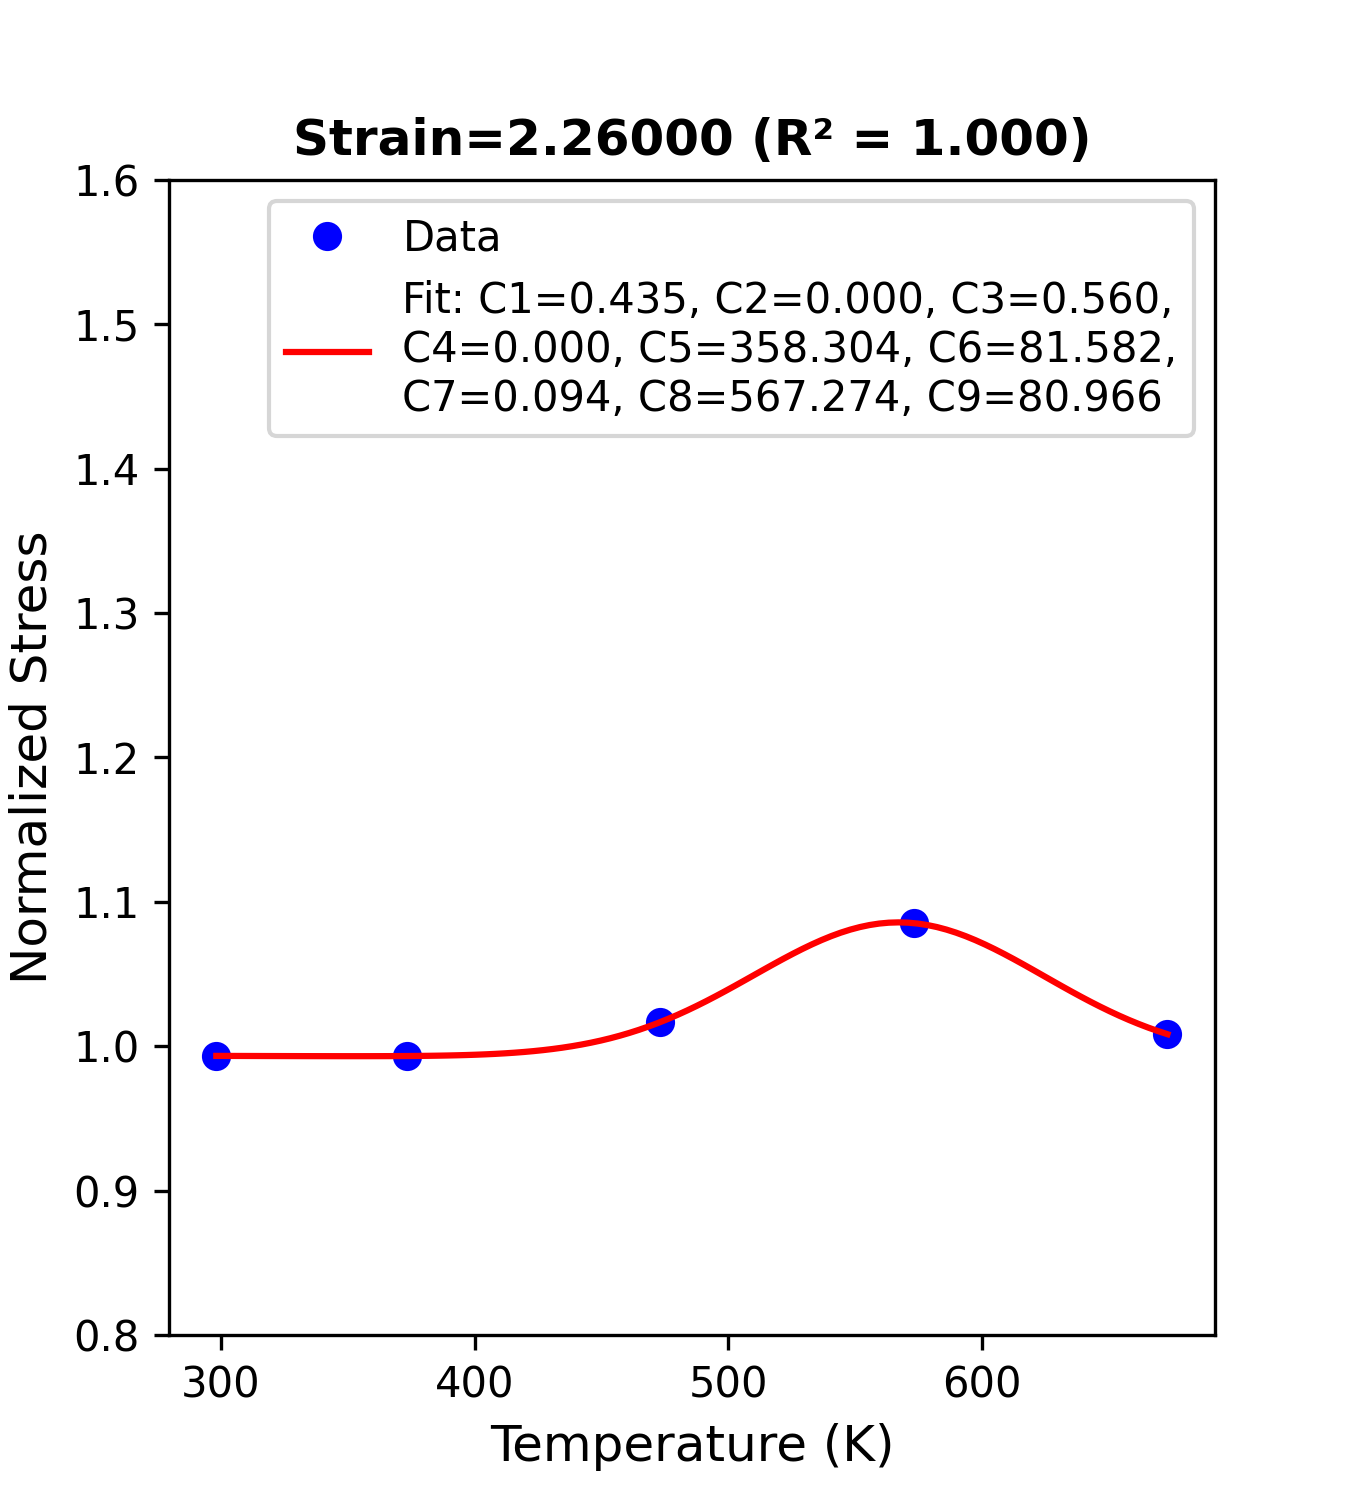 Strain=2.26000 (R² = 1.000)
1.6
1.5
1.4
1.3
1.2
1.1
1.0
0.9
0.8
Normalized Stress
Data
Fit: C1=0.435, C2=0.000, C3=0.560,
C4=0.000, C5=358.304, C6=81.582,
C7=0.094, C8=567.274, C9=80.966
300 400 500 600
Temperature (K)